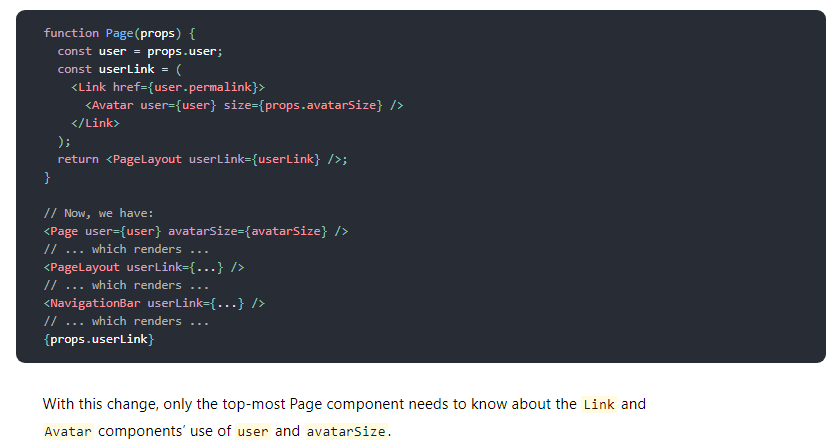 function Page(props) {
  const user = props.user;
  const userLink = (
    <Link href={user.permalink}>
      <Avatar user={user} size={props.avatarSize} />
    </Link>
  );
  return <PageLayout userLink={userLink} />;
}

// Now, we have:
<Page user={user} avatarSize={avatarSize} />
// ... which renders ...
<PageLayout userLink={...} />
// ... which renders ...
<NavigationBar userLink={...} />
// ... which renders ...
{props.userLink}

With this change, only the top-most Page component needs to know about the Link and
Avatar components’ use of user and avatarSize.